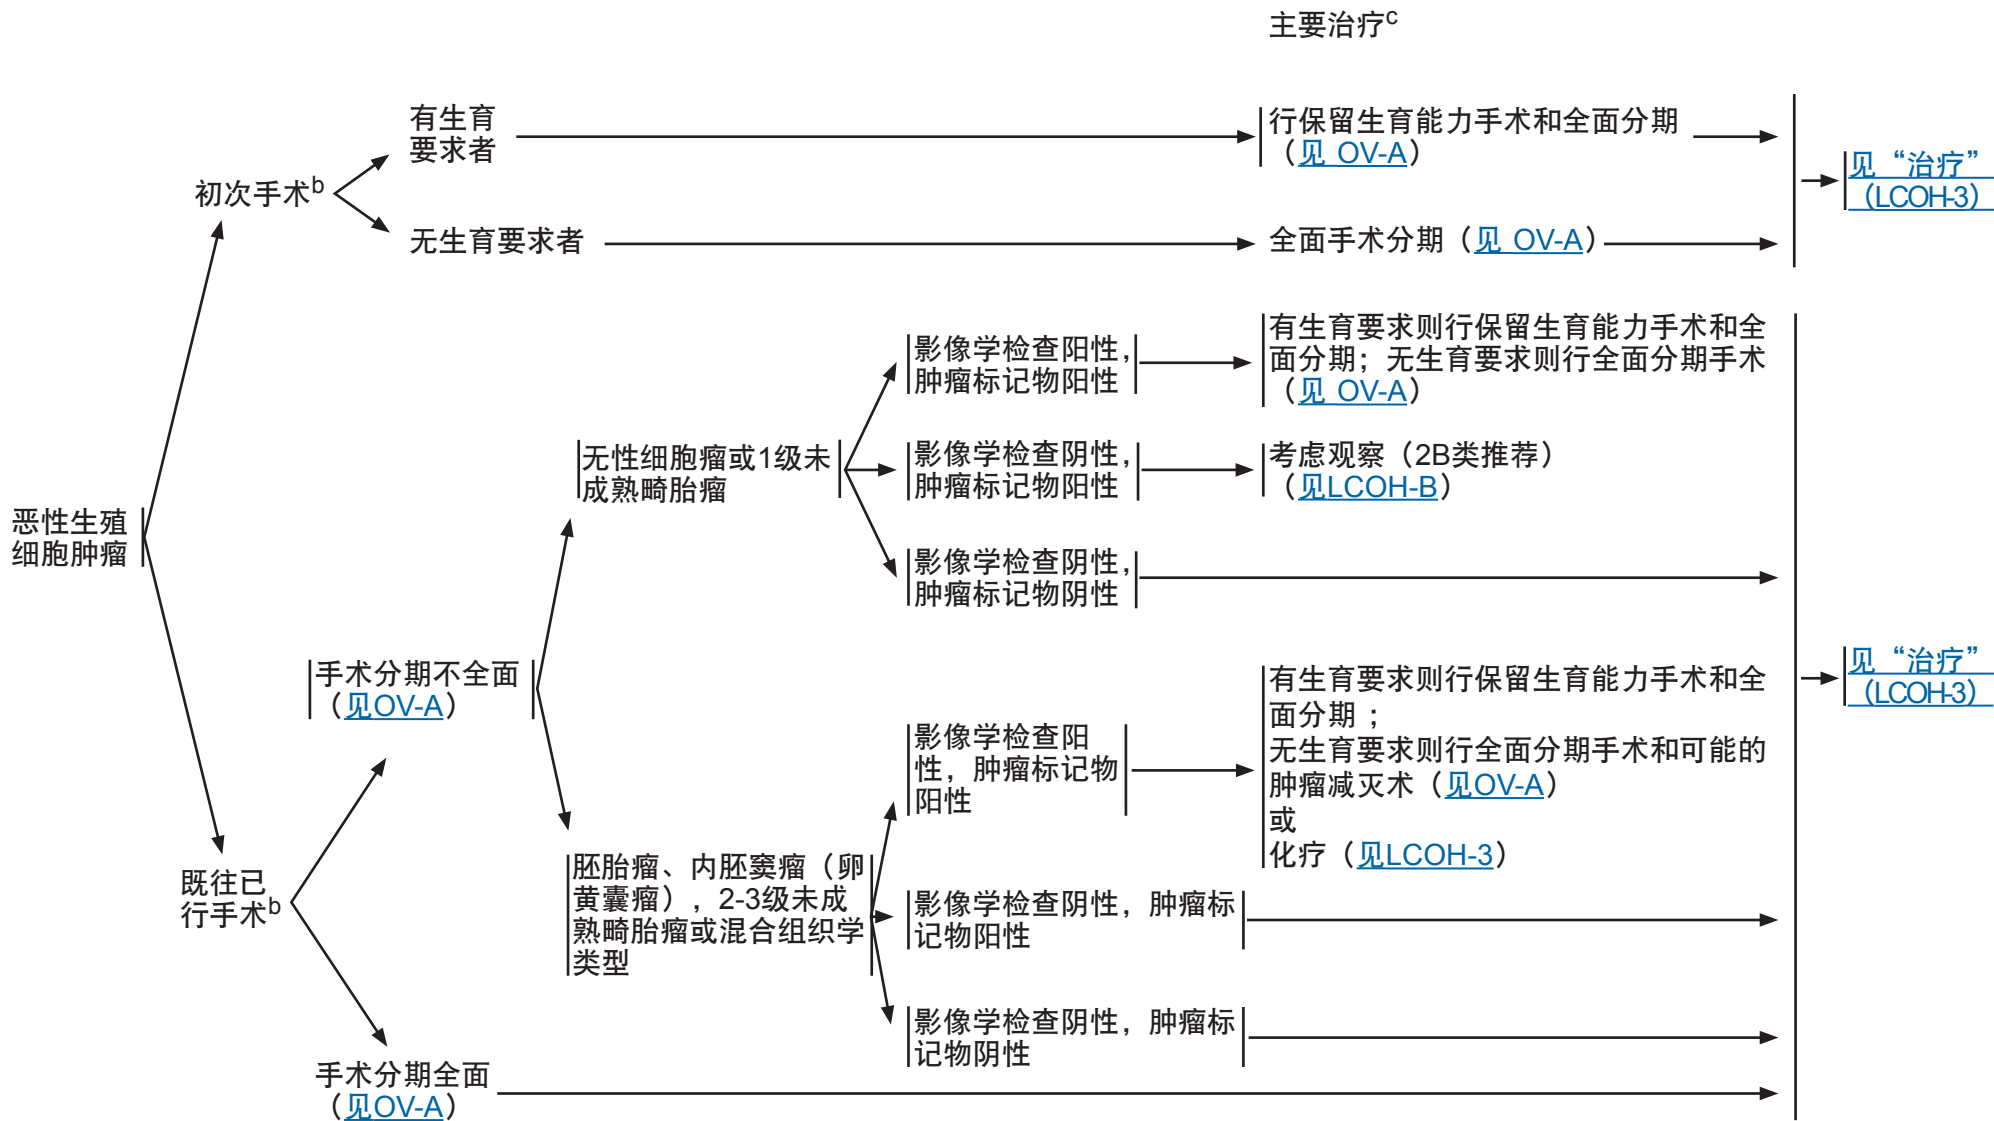 主要治疗c
有生育
要求者
行保留生育能力手术和全面分期
（见 OV-A）
初次手术b
见“治疗”
（LCOH-3）
无生育要求者
全面手术分期（见 OV-A）
影像学检查阳性，
肿瘤标记物阳性
有生育要求则行保留生育能力手术和全
面分期；无生育要求则行全面分期手术
（见 OV-A）
无性细胞瘤或1级未
成熟畸胎瘤
影像学检查阴性，
肿瘤标记物阳性
考虑观察（2B类推荐）
（见LCOH-B）
恶性生殖
细胞肿瘤
影像学检查阴性，
肿瘤标记物阴性
手术分期不全面
（见OV-A）
见“治疗”
（LCOH-3）
影像学检查阳
性，肿瘤标记物
阳性
有生育要求则行保留生育能力手术和全
面分期；
无生育要求则行全面分期手术和可能的
肿瘤减灭术（见OV-A）
或
化疗（见LCOH-3）
既往已
行手术b
胚胎瘤、内胚窦瘤（卵
黄囊瘤），2-3级未成
熟畸胎瘤或混合组织学
类型
影像学检查阴性，肿瘤标
记物阳性
影像学检查阴性，肿瘤标
记物阴性
手术分期全面
（见OV-A）